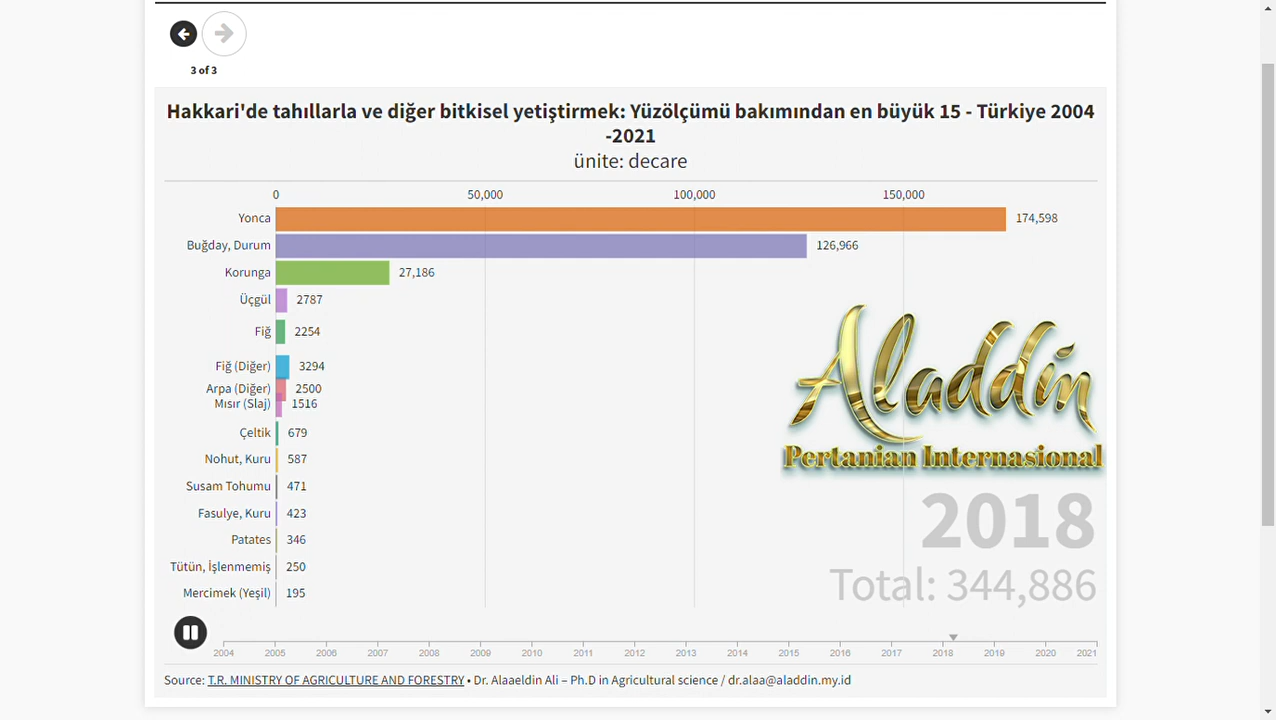 3 of 3
Hakkari'de tahıllarla ve diğer bitkisel yetiştirmek: Yüzölçümü bakımından en büyük 15 - Türkiye 2004
-2021
ünite: decare
0 50,000 100,000 150,000
Yonca 174,598
Buğday, Durum 126,966
Korunga 27,186
Üçgül 2787
Fiğ 2254
Fiğ (Diğer) 3294
Arpa (Diğer) 2500
Mısır (Slaj) 1516
Çeltik 679
Nohut, Kuru 587
Susam Tohumu 471
Fasulye, Kuru 423
Patates 346
Tütün, İşlenmemiş 250
Mercimek (Yeşil) 195
Aladdin
Pertanian Internasional
2018
Total: 344,886
2004 2005 2006 2007 2008 2009 2010 2011 2012 2013 2014 2015 2016 2017 2018 2019 2020 2021
Source: T.R. MINISTRY OF AGRICULTURE AND FORESTRY • Dr. Alaaeldin Ali – Ph.D in Agricultural science / dr.alaa@aladdin.my.id